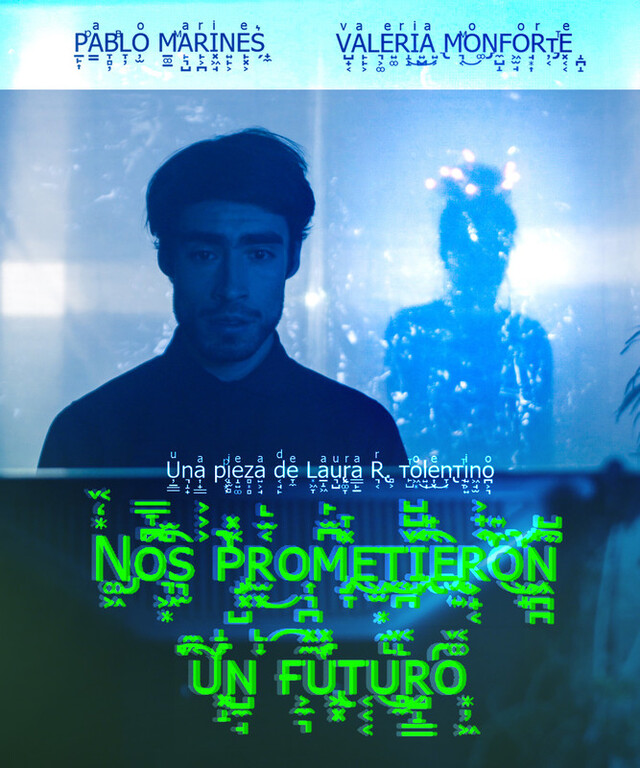 PABLO MARINES VALERIA MONFORTE
Una pieza de Laura R. Tolentino
NOS PROMETIERON
UN FUTURO